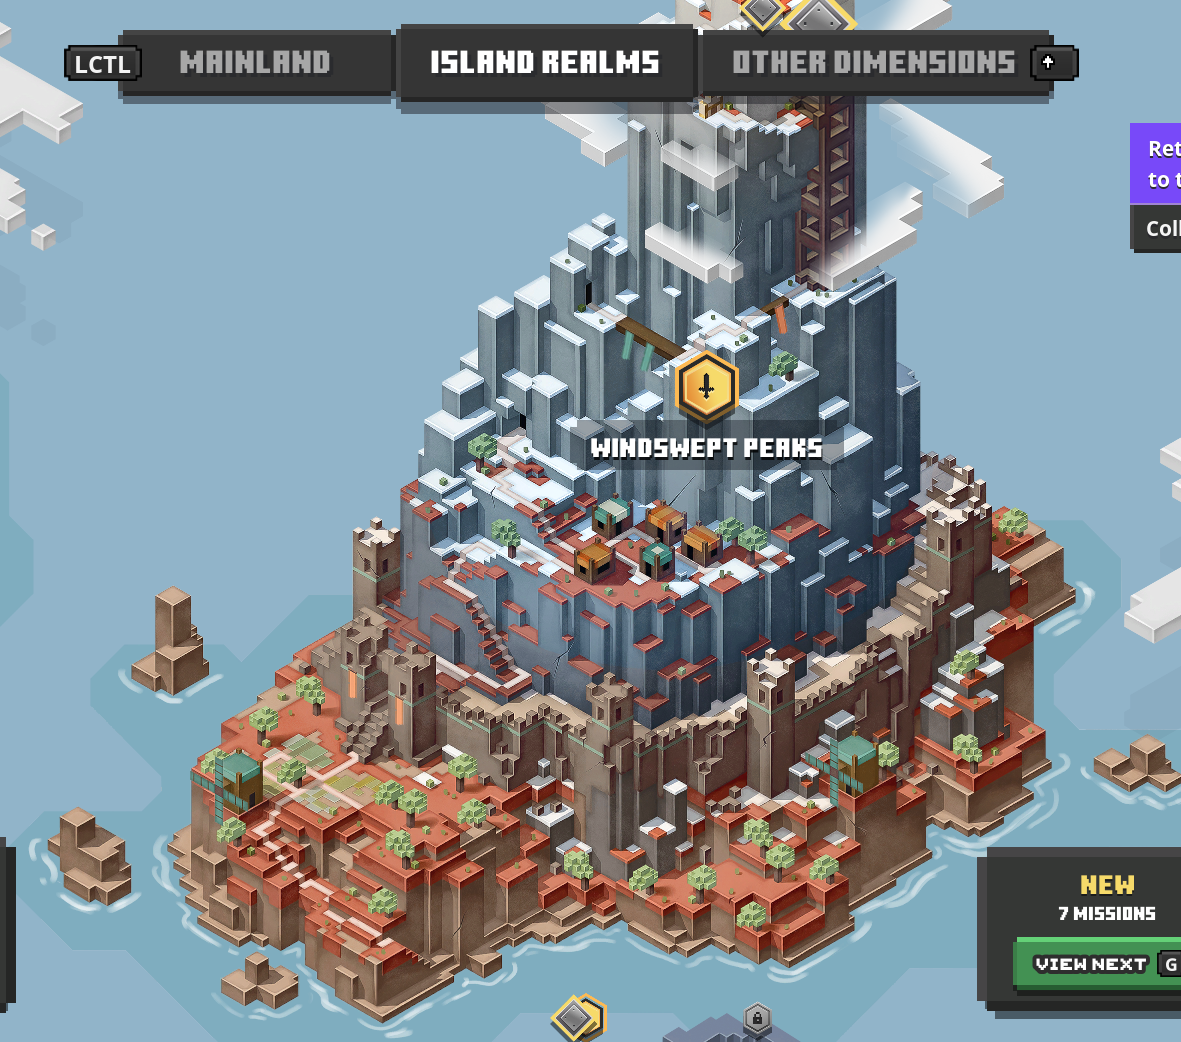 LCTL
MAINLAND
ISLAND REALMS
OTHER DIMENSIONS
WINDSWEPT PEAKS
NEW
7 MISSIONS
VIEW NEXT
G